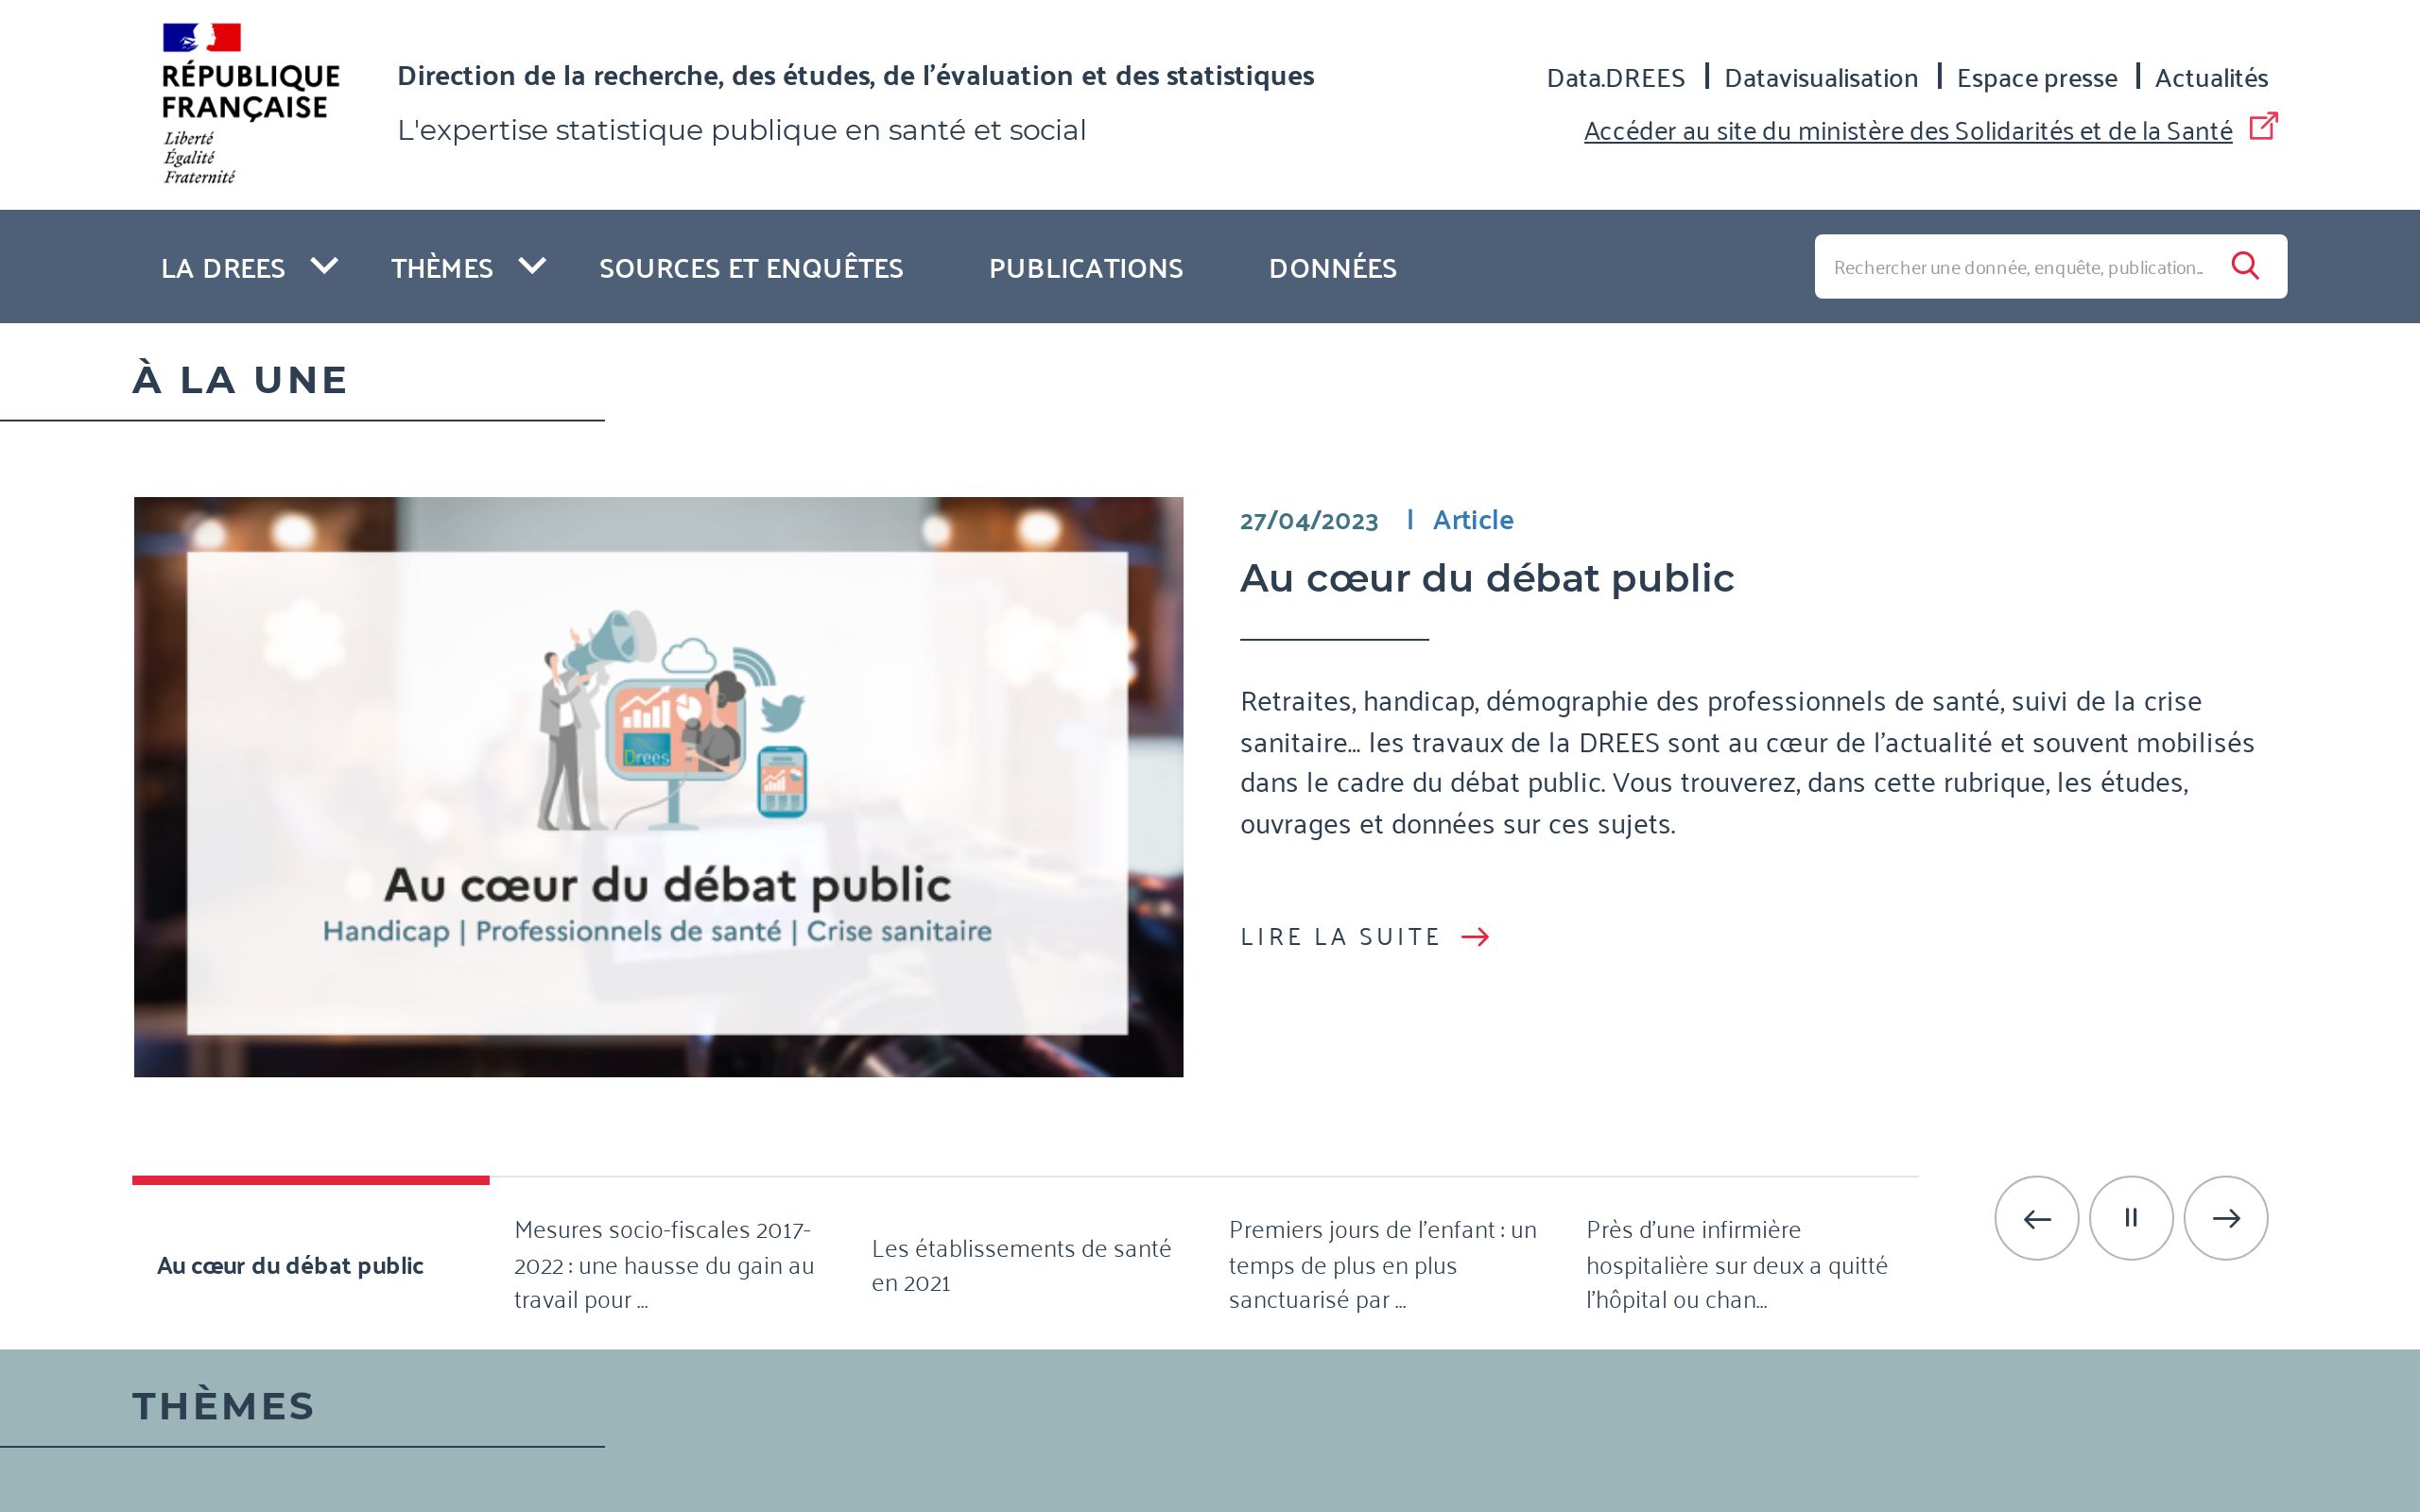 RÉPUBLIQUE
FRANÇAISE
Liberté
Égalité
Fraternité
Direction de la recherche, des études, de l'évaluation et des statistiques
L'expertise statistique publique en santé et social
Data.DREES | Datavisualisation | Espace presse | Actualités
Accéder au site du ministère des Solidarités et de la Santé
LA DREES THÈMES SOURCES ET ENQUÊTES PUBLICATIONS DONNÉES
Rechercher une donnée, enquête, publication...
À LA UNE
Drees
Au cœur du débat public
Handicap | Professionnels de santé | Crise sanitaire
27/04/2023 | Article
Au cœur du débat public
Retraites, handicap, démographie des professionnels de santé, suivi de la crise
sanitaire... les travaux de la DREES sont au cœur de l'actualité et souvent mobilisés
dans le cadre du débat public. Vous trouverez, dans cette rubrique, les études,
ouvrages et données sur ces sujets.
LIRE LA SUITE
Au cœur du débat public
Mesures socio-fiscales 2017-
2022 : une hausse du gain au
travail pour ...
Les établissements de santé
en 2021
Premiers jours de l'enfant : un
temps de plus en plus
sanctuarisé par ...
Près d'une infirmière
hospitalière sur deux a quitté
l'hôpital ou chan...
THÈMES